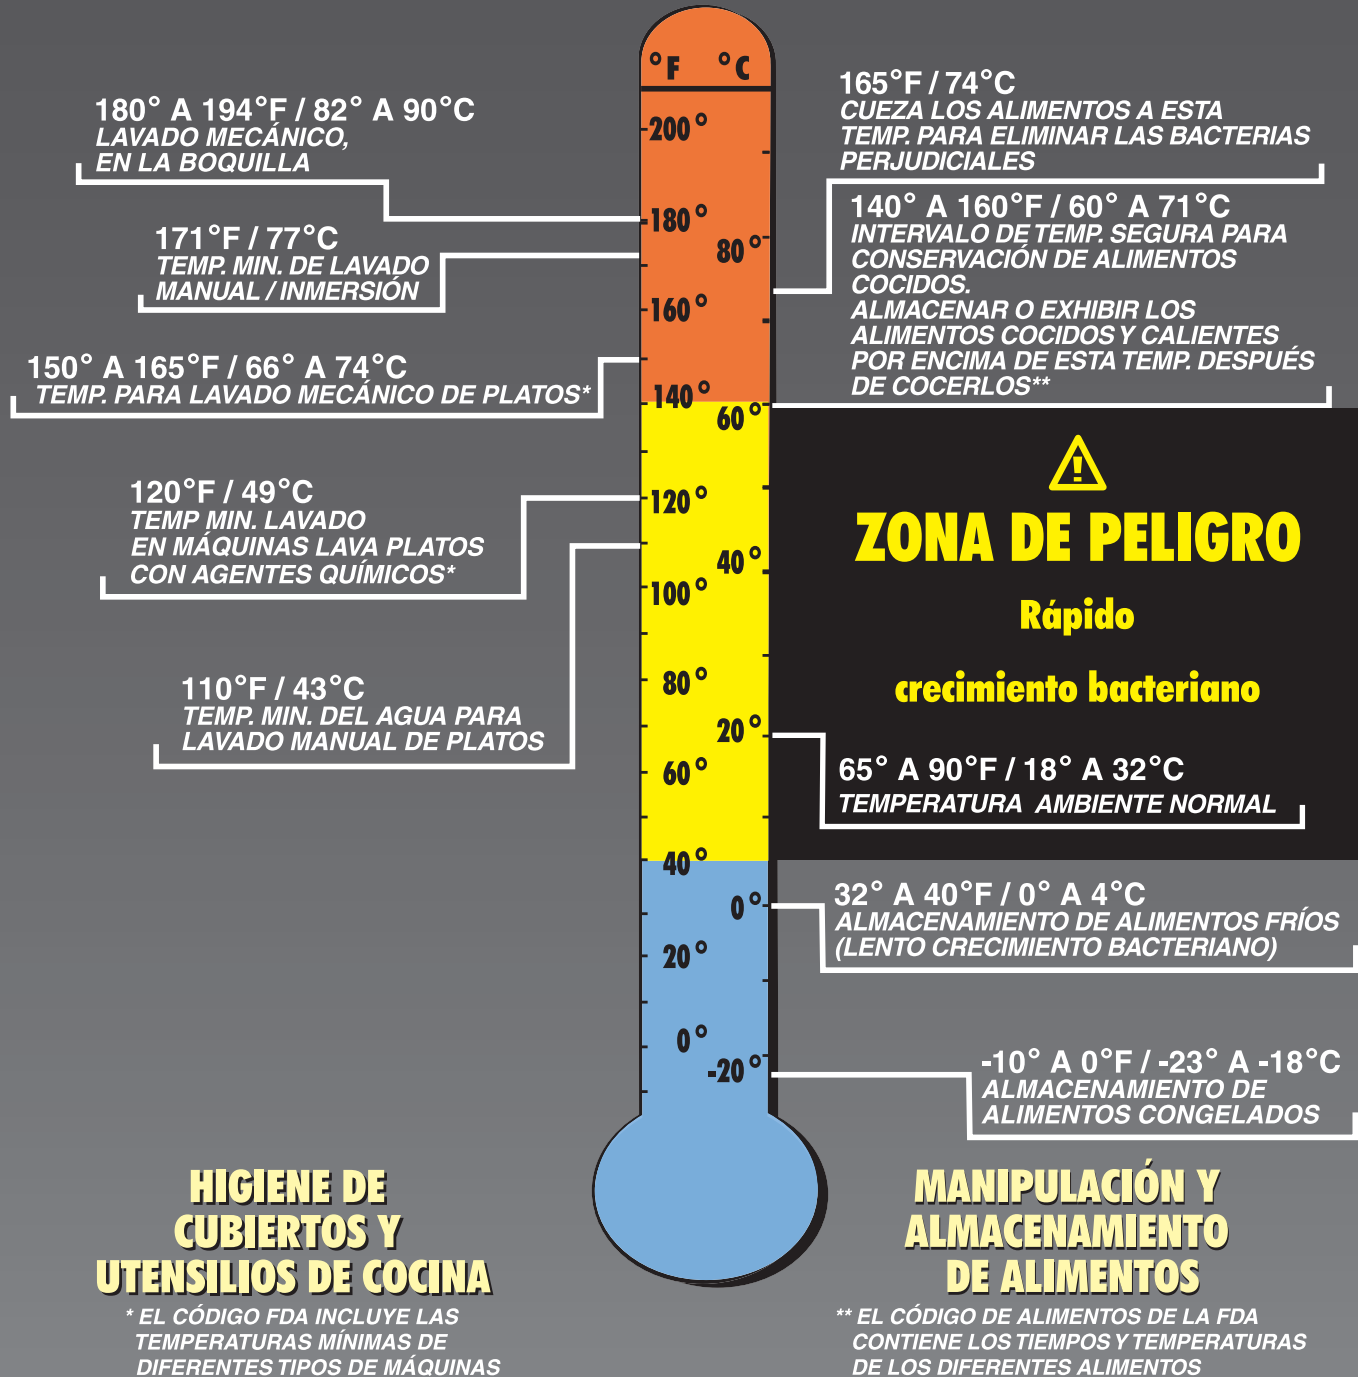 °F °C
200°
180°
80°
160°
140°
60°
120°
40°
100°
80°
20°
60°
40°
0°
20°
0°
-20°
180° A 194°F / 82° A 90°C
LAVADO MECÁNICO,
EN LA BOQUILLA
171°F / 77°C
TEMP. MIN. DE LAVADO
MANUAL / INMERSIÓN
150° A 165°F / 66° A 74°C
TEMP. PARA LAVADO MECÁNICO DE PLATOS*
120°F / 49°C
TEMP MIN. LAVADO
EN MÁQUINAS LAVA PLATOS
CON AGENTES QUÍMICOS*
110°F / 43°C
TEMP. MIN. DEL AGUA PARA
LAVADO MANUAL DE PLATOS
HIGIENE DE
CUBIERTOS Y
UTENSILIOS DE COCINA
* EL CÓDIGO FDA INCLUYE LAS
TEMPERATURAS MÍNIMAS DE
DIFERENTES TIPOS DE MÁQUINAS
165°F / 74°C
CUEZA LOS ALIMENTOS A ESTA
TEMP. PARA ELIMINAR LAS BACTERIAS
PERJUDICIALES
140° A 160°F / 60° A 71°C
INTERVALO DE TEMP. SEGURA PARA
CONSERVACIÓN DE ALIMENTOS
COCIDOS.
ALMACENAR O EXHIBIR LOS
ALIMENTOS COCIDOS Y CALIENTES
POR ENCIMA DE ESTA TEMP. DESPUÉS
DE COCERLOS**
ZONA DE PELIGRO
Rápido
crecimiento bacteriano
65° A 90°F / 18° A 32°C
TEMPERATURA AMBIENTE NORMAL
32° A 40°F / 0° A 4°C
ALMACENAMIENTO DE ALIMENTOS FRÍOS
(LENTO CRECIMIENTO BACTERIANO)
-10° A 0°F / -23° A -18°C
ALMACENAMIENTO DE
ALIMENTOS CONGELADOS
MANIPULACIÓN Y
ALMACENAMIENTO
DE ALIMENTOS
** EL CÓDIGO DE ALIMENTOS DE LA FDA
CONTIENE LOS TIEMPOS Y TEMPERATURAS
DE LOS DIFERENTES ALIMENTOS